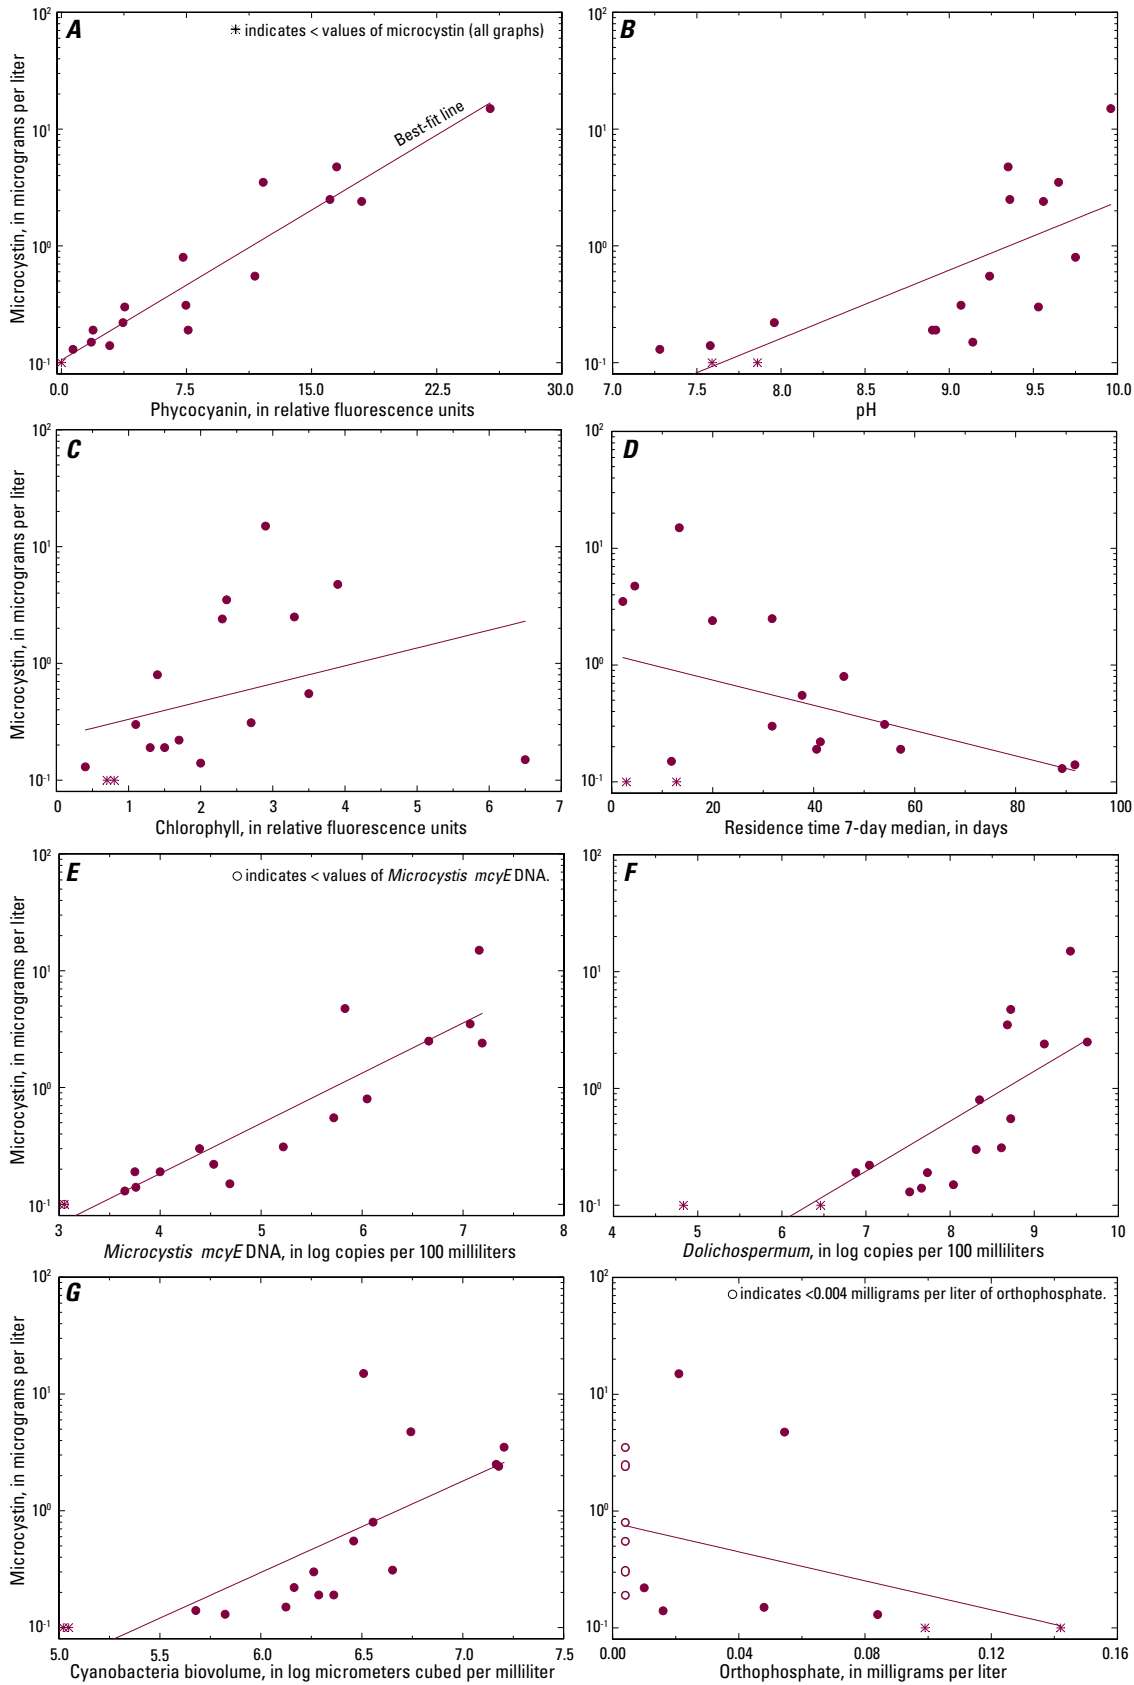 A
* indicates < values of microcystin (all graphs)
Best-fit line
Microcystin, in micrograms per liter
10²
10¹
10⁰
10⁻¹
0.0 7.5 15.0 22.5 30.0
Phycocyanin, in relative fluorescence units
B
10²
10¹
10⁰
10⁻¹
7.0 7.5 8.0 8.5 9.0 9.5 10.0
pH
C
Microcystin, in micrograms per liter
10²
10¹
10⁰
10⁻¹
0 1 2 3 4 5 6 7
Chlorophyll, in relative fluorescence units
D
10²
10¹
10⁰
10⁻¹
0 20 40 60 80 100
Residence time 7-day median, in days
E
o indicates < values of Microcystis mcyE DNA.
Microcystin, in micrograms per liter
10²
10¹
10⁰
10⁻¹
3 4 5 6 7 8
Microcystis mcyE DNA, in log copies per 100 milliliters
F
10²
10¹
10⁰
10⁻¹
4 5 6 7 8 9 10
Dolichospermum, in log copies per 100 milliliters
G
Microcystin, in micrograms per liter
10²
10¹
10⁰
10⁻¹
5.0 5.5 6.0 6.5 7.0 7.5
Cyanobacteria biovolume, in log micrometers cubed per milliliter
o indicates <0.004 milligrams per liter of orthophosphate.
10²
10¹
10⁰
10⁻¹
0.00 0.04 0.08 0.12 0.16
Orthophosphate, in milligrams per liter